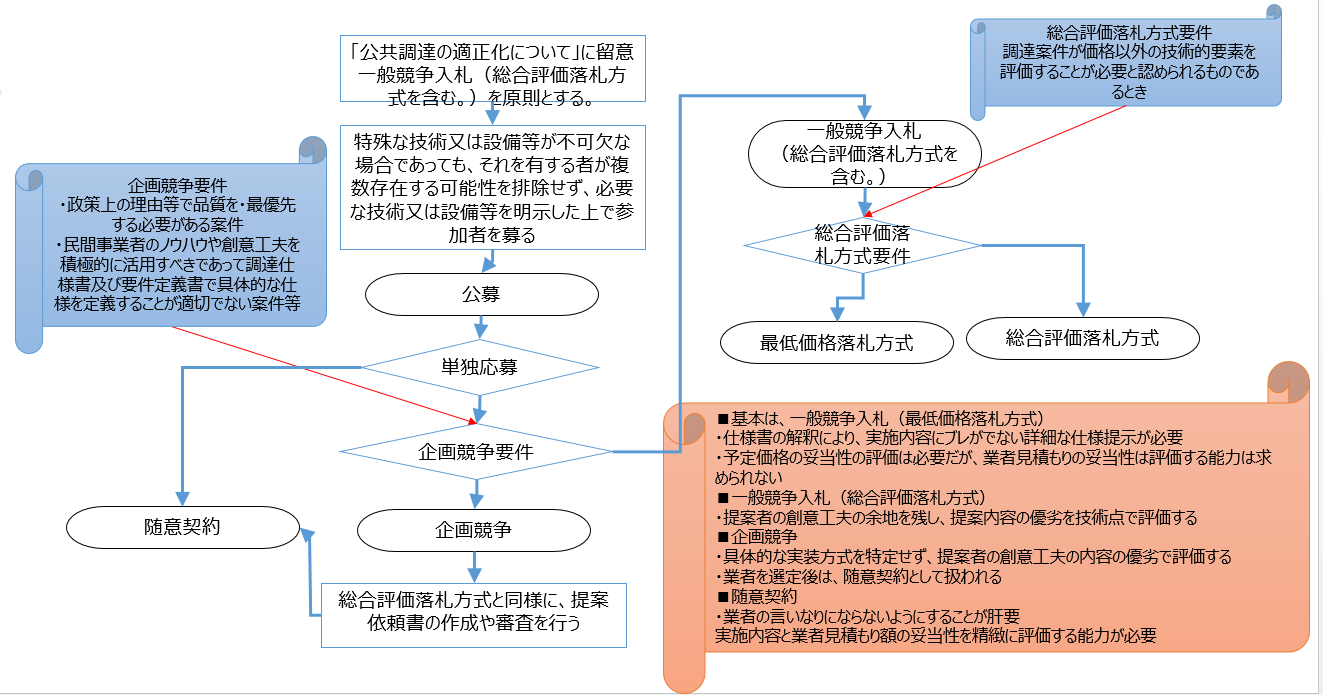 「公共調達の適正化について」に留意
一般競争入札（総合評価落札方
式を含む。）を原則とする。
特殊な技術又は設備等が不可欠な
場合であっても、それを有する者が複
数存在する可能性を排除せず、必要
な技術又は設備等を明示した上で参
加者を募る
公募
単独応募
企画競争要件
企画競争
総合評価落札方式と同様に、提案
依頼書の作成や審査を行う
随意契約
企画競争要件
・政策上の理由等で品質を・最優先
する必要がある案件
・民間事業者のノウハウや創意工夫を
積極的に活用すべきであって調達仕
様書及び要件定義書で具体的な仕
様を定義することが適切でない案件等
一般競争入札
（総合評価落札方式を
含む。）
総合評価落
札方式要件
最低価格落札方式
総合評価落札方式
総合評価落札方式要件
調達案件が価格以外の技術的要素を
評価することが必要と認められるものであ
るとき
■基本は、一般競争入札（最低価格落札方式）
・仕様書の解釈により、実施内容にブレがでない詳細な仕様提示が必要
・予定価格の妥当性の評価は必要だが、業者見積もりの妥当性は評価する能力は求
められない
■一般競争入札（総合評価落札方式）
・提案者の創意工夫の余地を残し、提案内容の優劣を技術点で評価する
■企画競争
・具体的な実装方式を特定せず、提案者の創意工夫の内容の優劣で評価する
・業者を選定後は、随意契約として扱われる
■随意契約
・業者の言いなりにならないようにすることが肝要
実施内容と業者見積もり額の妥当性を精緻に評価する能力が必要